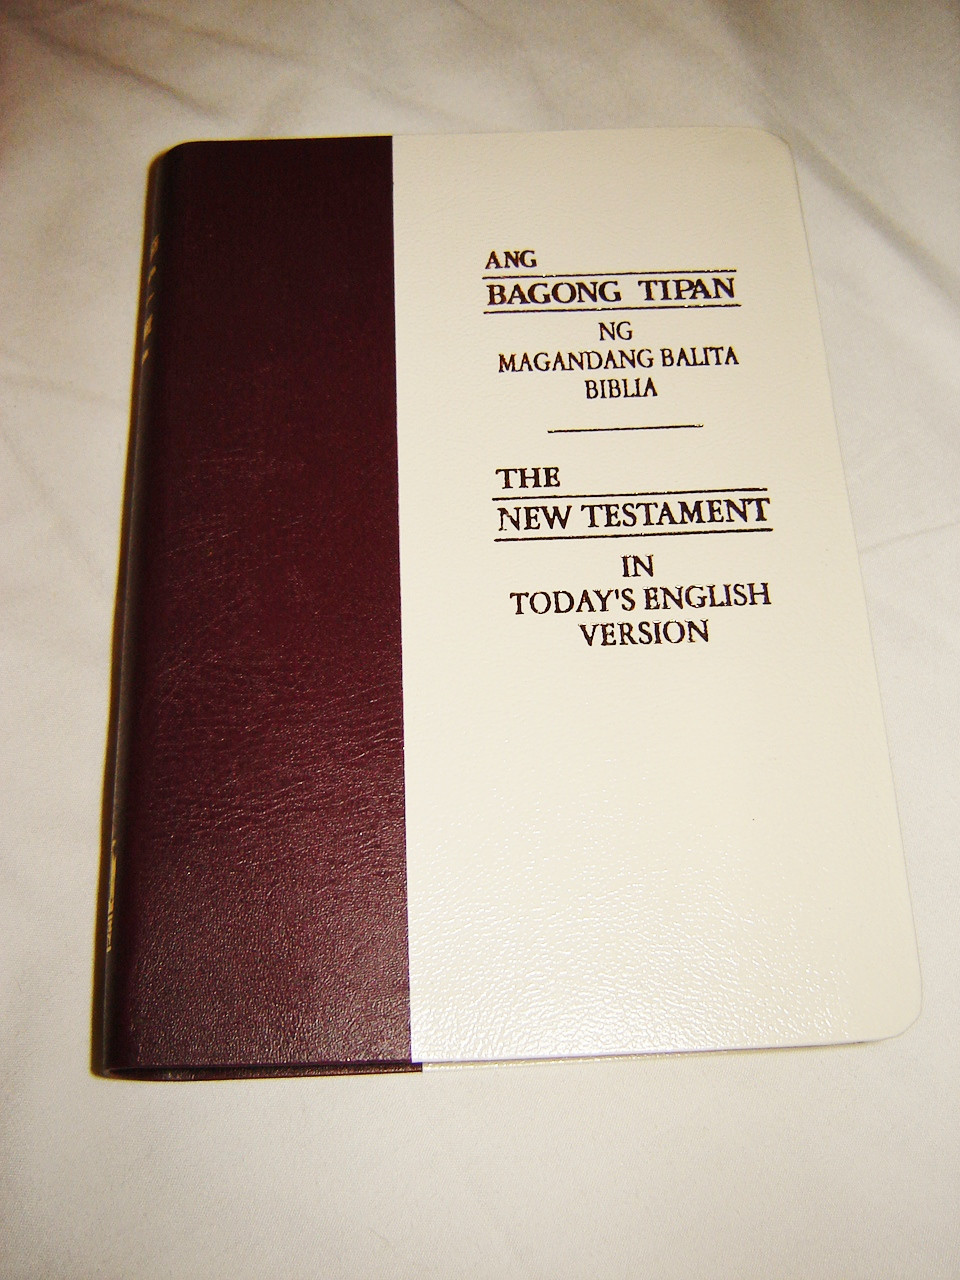 ANG
BAGONG TIPAN
NG
MAGANDANG BALITA
BIBLIA
THE
NEW TESTAMENT
IN
TODAY'S ENGLISH
VERSION